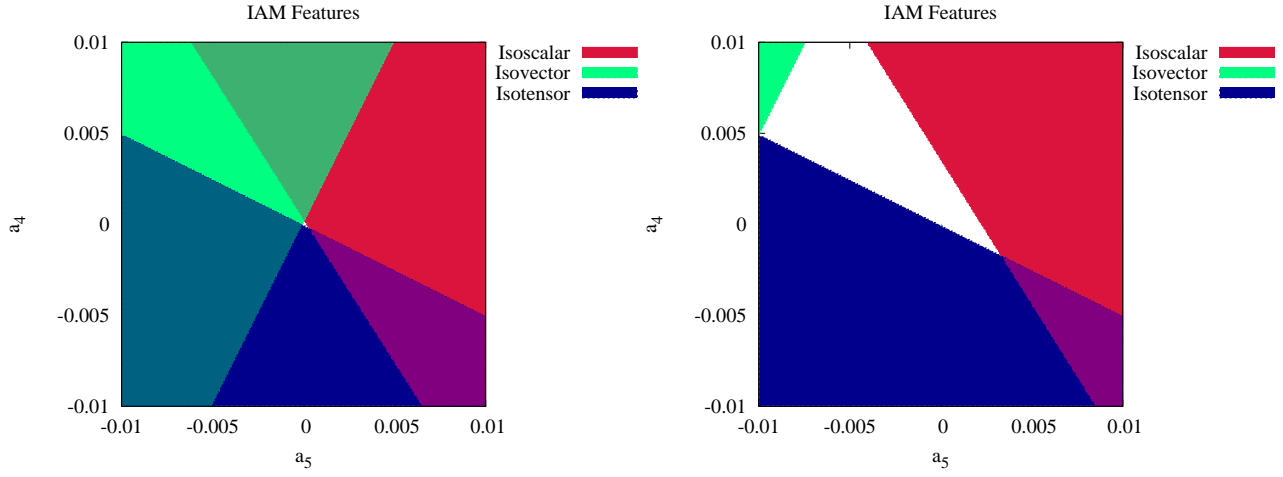 IAM Features
Isoscalar
Isovector
Isotensor
0.01
0.005
0
-0.005
-0.01
a4
-0.01 -0.005 0 0.005 0.01
a5
IAM Features
Isoscalar
Isovector
Isotensor
0.01
0.005
0
-0.005
-0.01
a4
-0.01 -0.005 0 0.005 0.01
a5